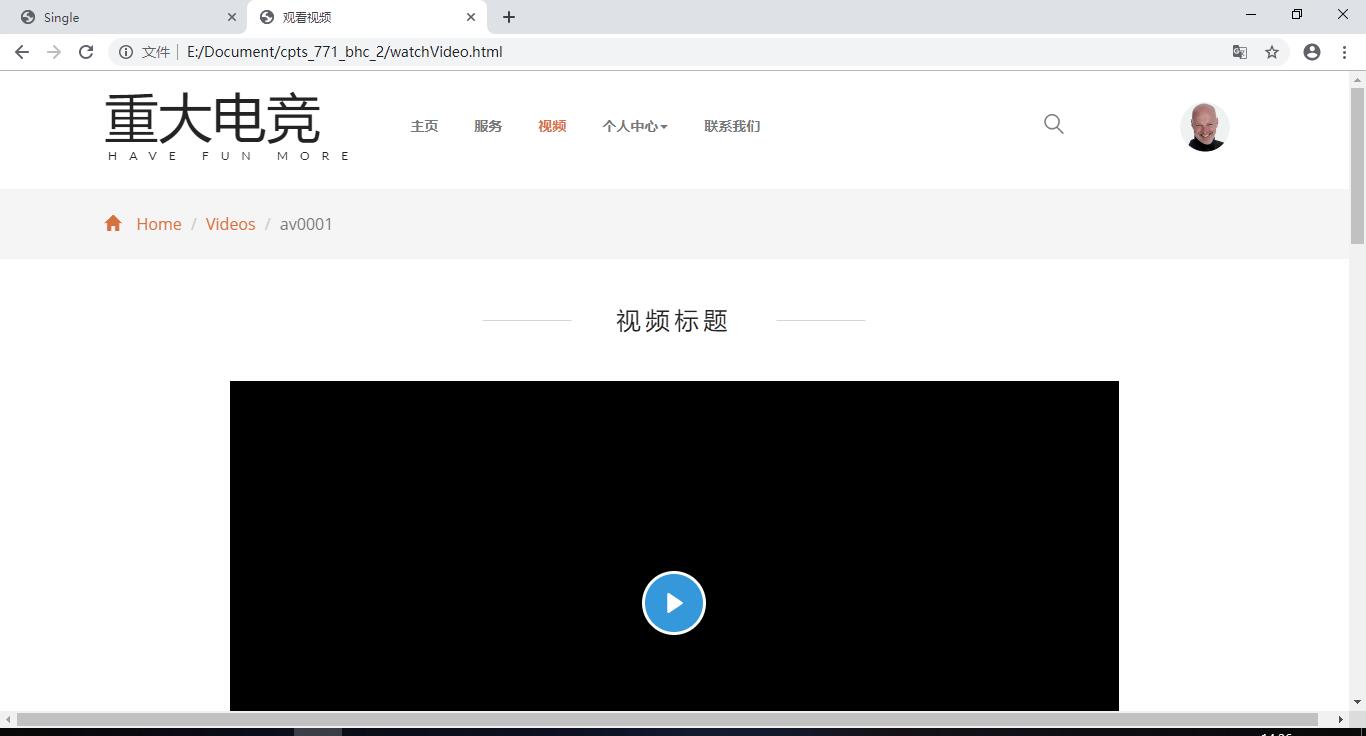 Single
观看视频
文件
E:/Document/cpts_771_bhc_2/watchVideo.html
重大电竞
HAVE FUN MORE
主页 服务 视频 个人中心 联系我们
Home / Videos / av0001
视频标题